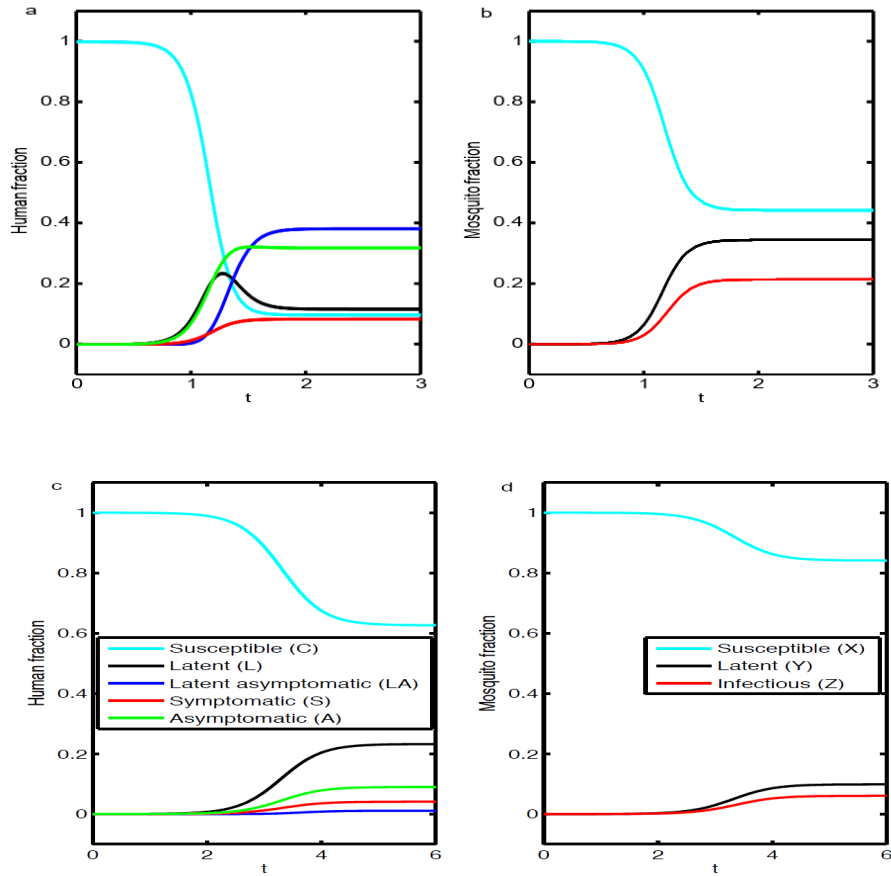 a
Human fraction
1
0.8
0.6
0.4
0.2
0
0
1
2
3
t
b
Mosquito fraction
1
0.8
0.6
0.4
0.2
0
0
1
2
3
t
c
Human fraction
1
0.8
0.6
0.4
0.2
0
Susceptible (C)
Latent (L)
Latent asymptomatic (LA)
Symptomatic (S)
Asymptomatic (A)
0
2
4
6
t
d
Mosquito fraction
1
0.8
0.6
0.4
0.2
0
Susceptible (X)
Latent (Y)
Infectious (Z)
0
2
4
6
t